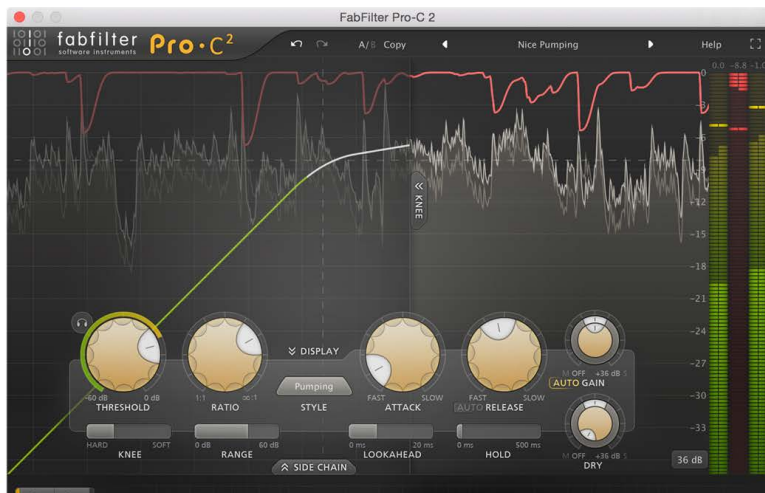 FabFilter Pro-C 2
fabfilter
software instruments
Pro·C²
A/B Copy
Nice Pumping
Help
0.0 -8.8 -1.0
0
-3
-6
-9
-12
-15
-18
-21
-24
-27
-30
-33
36 dB
KNEE
DISPLAY
-60 dB 0 dB
THRESHOLD
1:1 ∞:1
RATIO
Pumping
STYLE
FAST SLOW
ATTACK
FAST SLOW
AUTO RELEASE
M OFF +36 dB S
AUTO GAIN
HARD SOFT
KNEE
0 dB 60 dB
RANGE
0 ms 20 ms
LOOKAHEAD
0 ms 500 ms
HOLD
M OFF +36 dB S
DRY
SIDE CHAIN